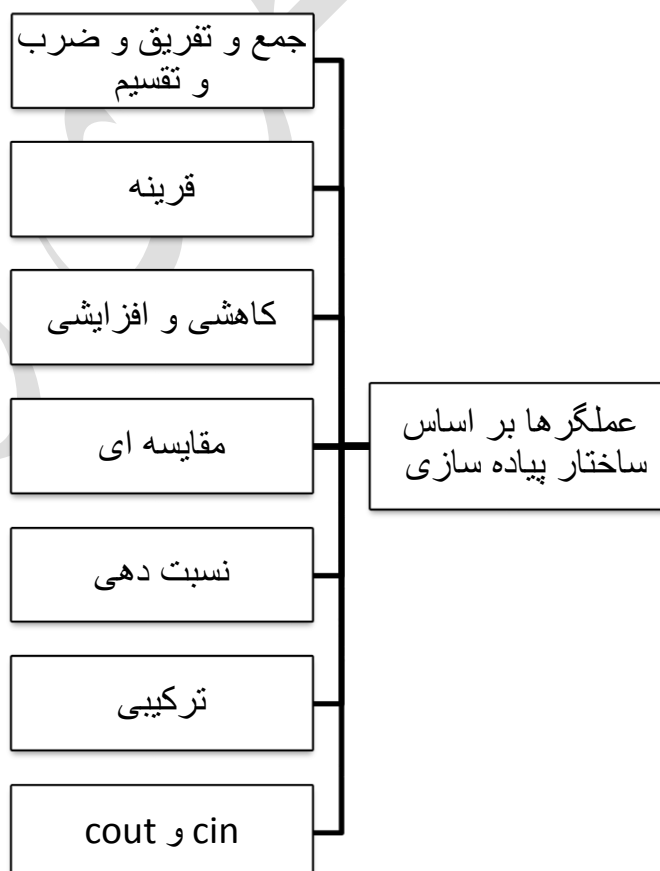 عملگرها بر اساس
ساختار پیاده سازی
جمع و تفریق و ضرب
و تقسیم
قرینه
کاهشی و افزایشی
مقایسه ای
نسبت دهی
ترکیبی
cin و cout